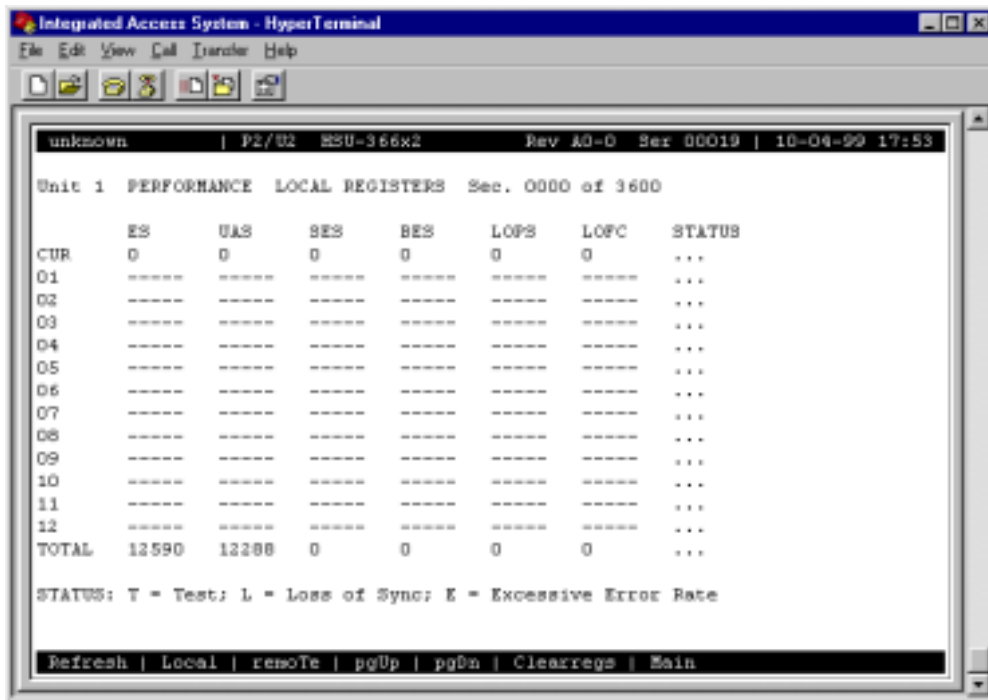 Integrated Access System - HyperTerminal
File Edit View Call Transfer Help
unknown | P2/U2 HSU-366x2 Rev A0-0 Ser 00019 | 10-04-99 17:53
Unit 1 PERFORMANCE LOCAL REGISTERS Sec. 0000 of 3600
ES UAS SES BES LOPS LOFC STATUS
CUR 0 0 0 0 0 0 ...
01 ----- ----- ----- ----- ----- ----- ...
02 ----- ----- ----- ----- ----- ----- ...
03 ----- ----- ----- ----- ----- ----- ...
04 ----- ----- ----- ----- ----- ----- ...
05 ----- ----- ----- ----- ----- ----- ...
06 ----- ----- ----- ----- ----- ----- ...
07 ----- ----- ----- ----- ----- ----- ...
08 ----- ----- ----- ----- ----- ----- ...
09 ----- ----- ----- ----- ----- ----- ...
10 ----- ----- ----- ----- ----- ----- ...
11 ----- ----- ----- ----- ----- ----- ...
12 ----- ----- ----- ----- ----- ----- ...
TOTAL 12590 12288 0 0 0 0 ...
STATUS: T = Test; L = Loss of Sync; E = Excessive Error Rate
Refresh | Local | remoTe | pgUp | pgDn | Clearregs | Main